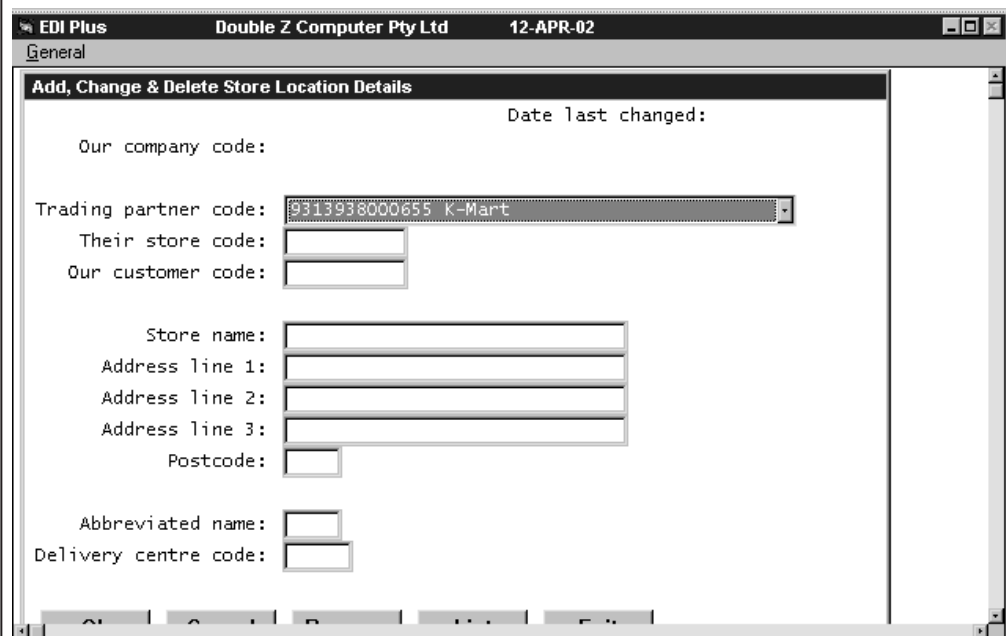 EDI Plus Double Z Computer Pty Ltd 12-APR-02
General
Add, Change & Delete Store Location Details
Date last changed:
Our company code:
Trading partner code: 9313938000655 K-Mart
Their store code:
Our customer code:
Store name:
Address line 1:
Address line 2:
Address line 3:
Postcode:
Abbreviated name:
Delivery centre code: